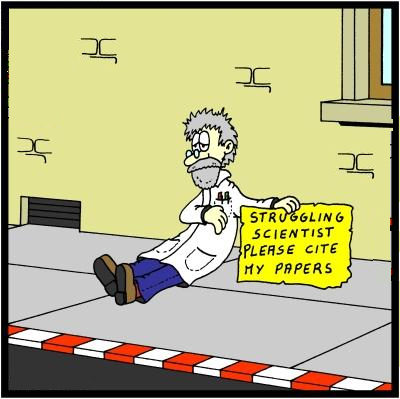 STRUGGLING
SCIENTIST
PLEASE CITE
MY PAPERS